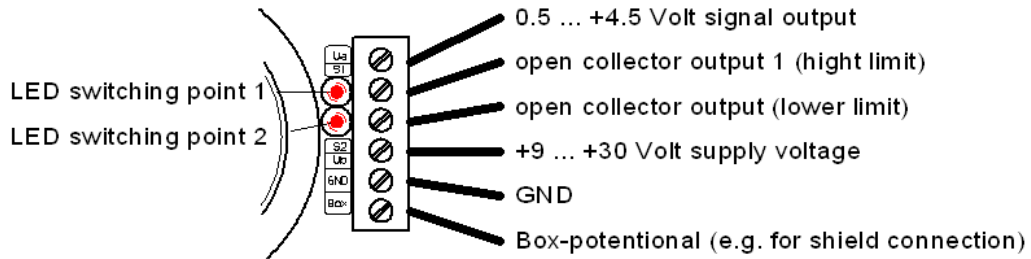 0.5 ... +4.5 Volt signal output
Ua
S1
open collector output 1 (hight limit)
LED switching point 1
open collector output (lower limit)
LED switching point 2
S2
Ub
+9 ... +30 Volt supply voltage
GND
GND
Box
Box-potentional (e.g. for shield connection)